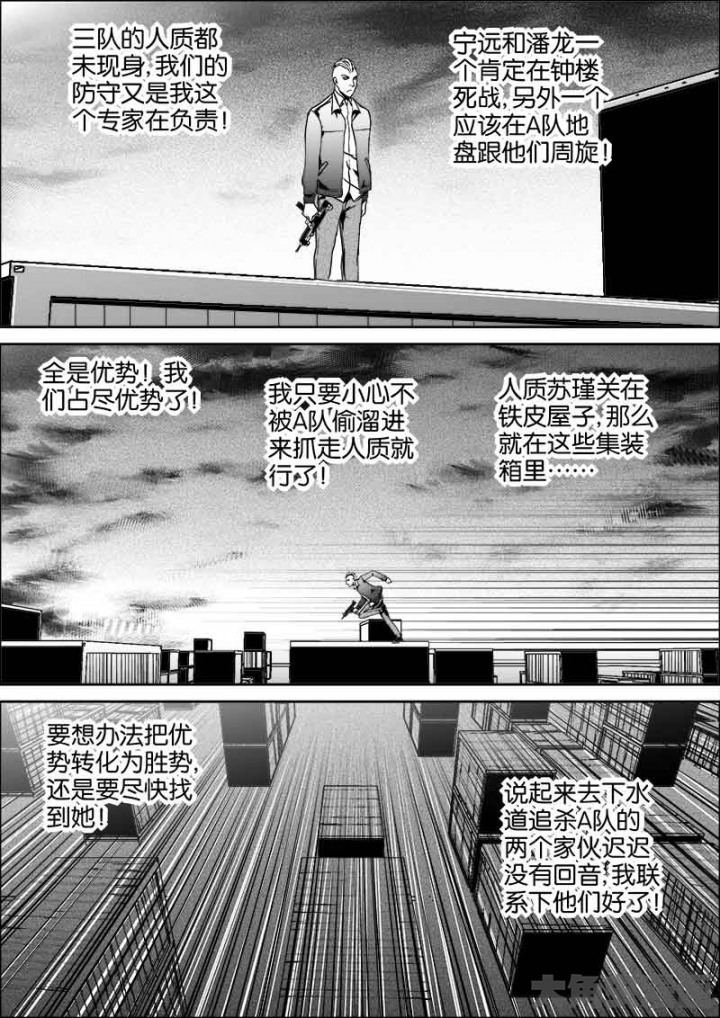 三队的人质都
未现身,我们的
防守又是我这
个专家在负责!
宁远和潘龙一
个肯定在钟楼
死战,另外一个
应该在A队地
盘跟他们周旋!
全是优势!我
们占尽优势了!
我只要小心不
被A队偷溜进
来抓走人质就
行了!
人质苏瑾关在
铁皮屋子,那么
就在这些集装
箱里……
要想办法把优
势转化为胜势,
还是要尽快找
到她!
说起来去下水
道追杀A队的
两个家伙迟迟
没有回音,我联
系下他们好了!